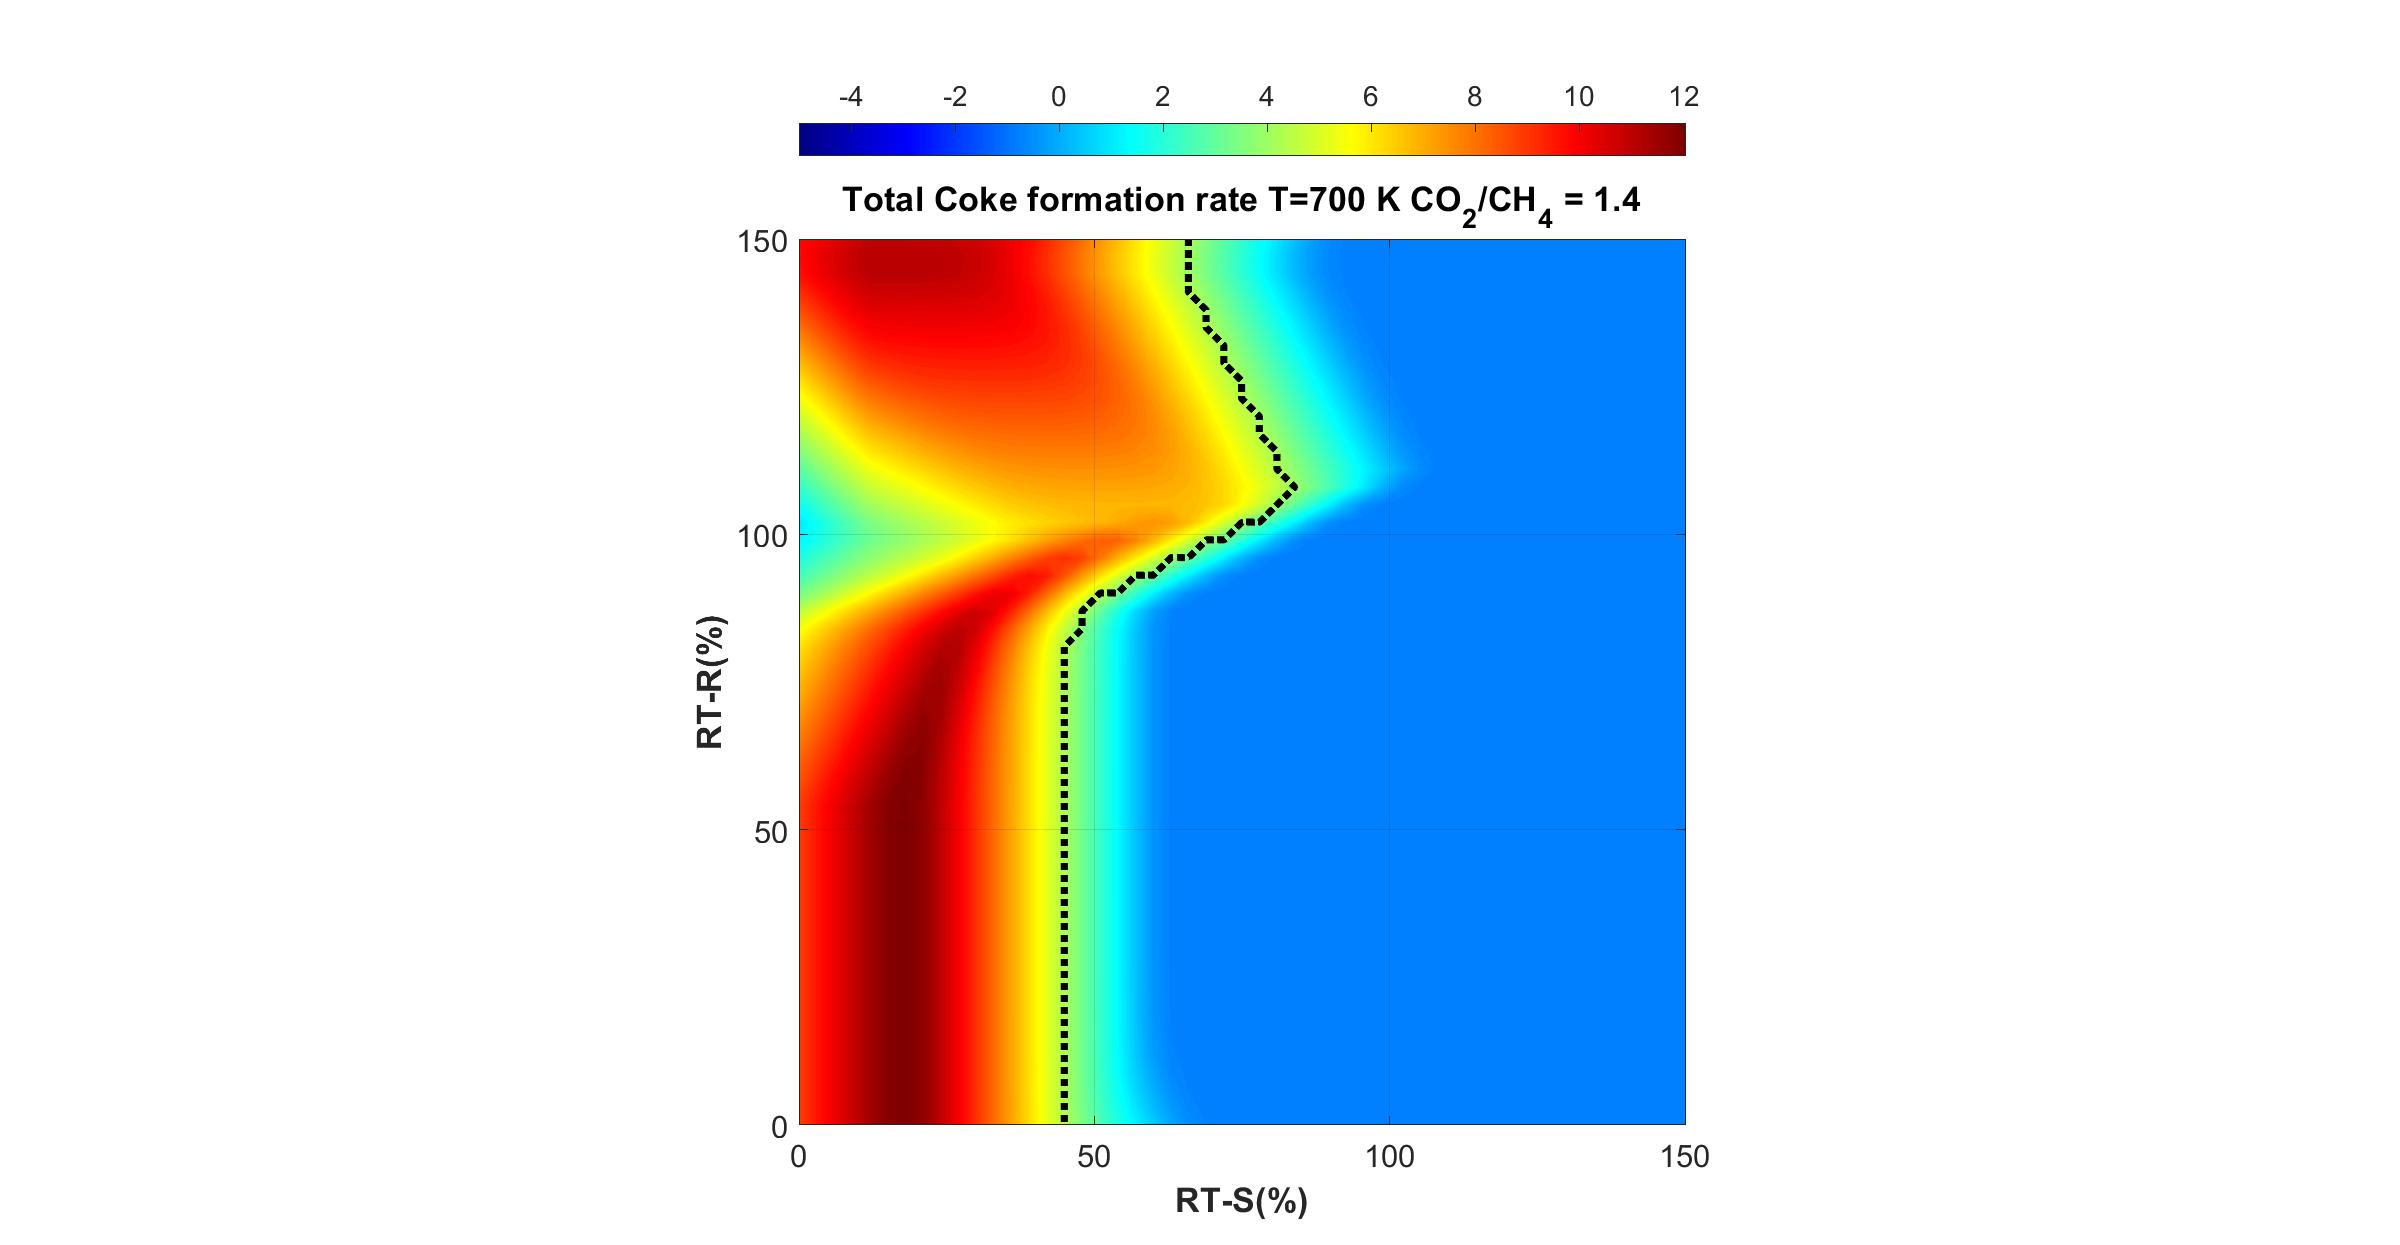 -4 -2 0 2 4 6 8 10 12
Total Coke formation rate T=700 K CO₂/CH₄ = 1.4
150
100
50
0
RT-R(%)
0 50 100 150
RT-S(%)